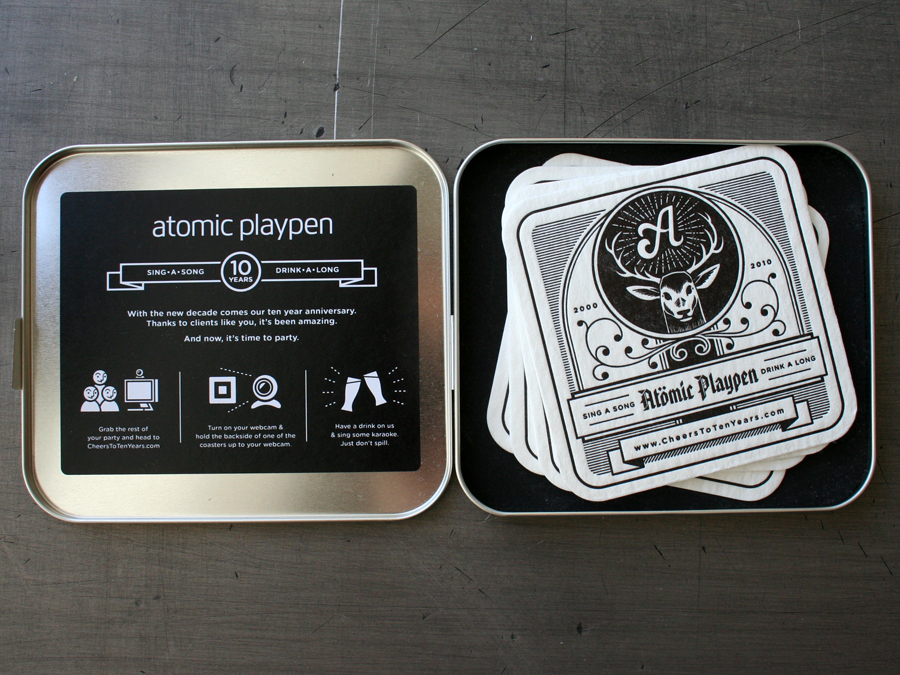 atomic playpen
SING•A•SONG
10
YEARS
DRINK•A•LONG
With the new decade comes our ten year anniversary.
Thanks to clients like you, it's been amazing.
And now, it's time to party.
Grab the rest of
your party and head to
CheersToTenYears.com
Turn on your webcam &
hold the backside of one of the
coasters up to your webcam.
Have a drink on us
& sing some karaoke.
Just don't spill.
A
2000
2010
SING A SONG
Atömic Playpen
DRINK A LONG
www.CheersToTenYears.com